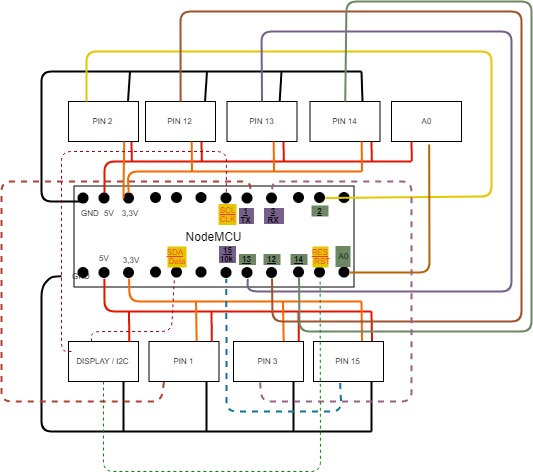 PIN 2
PIN 12
PIN 13
PIN 14
A0
GND
5V
3,3V
SCL
CLK
1
TX
3
RX
2
NodeMCU
SDA
Data
15
10k
13
12
14
RES
RST
A0
5V
3,3V
GND
DISPLAY / I2C
PIN 1
PIN 3
PIN 15